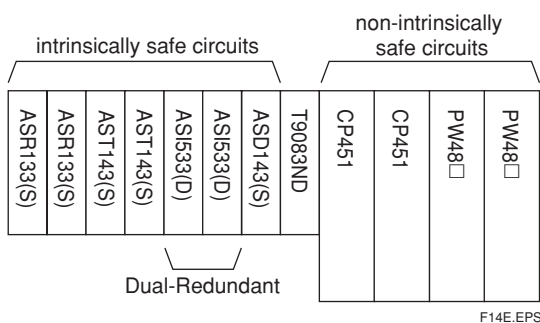 intrinsically safe circuits
non-intrinsically
safe circuits
ASR133(S)
ASR133(S)
AST143(S)
AST143(S)
ASI533(D)
ASI533(D)
ASD143(S)
T9083ND
CP451
CP451
PW48□
PW48□
Dual-Redundant
F14E.EPS